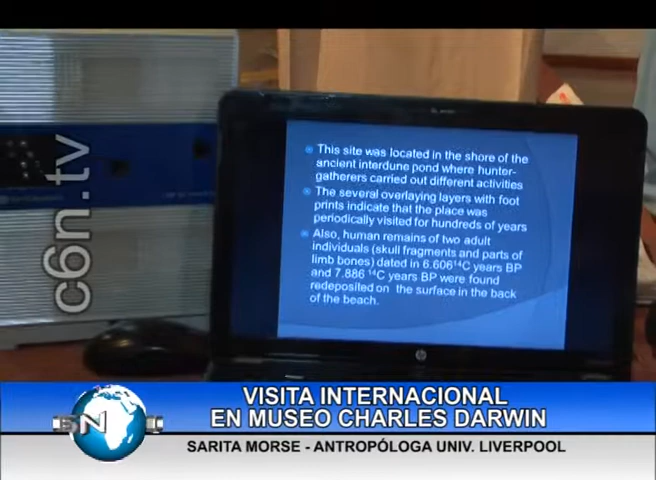 This site was located in the shore of the
ancient interdune pond where hunter-
gatherers carried out different activities
The several overlaying layers with foot
prints indicate that the place was
periodically visited for hundreds of years
Also, human remains of two adult
individuals (skull fragments and parts of
limb bones) dated in 6.606¹⁴C years BP
and 7.886 ¹⁴C years BP were found
redeposited on the surface in the back
of the beach.
c6n.tv
hp
6N
VISITA INTERNACIONAL
EN MUSEO CHARLES DARWIN
SARITA MORSE - ANTROPÓLOGA UNIV. LIVERPOOL